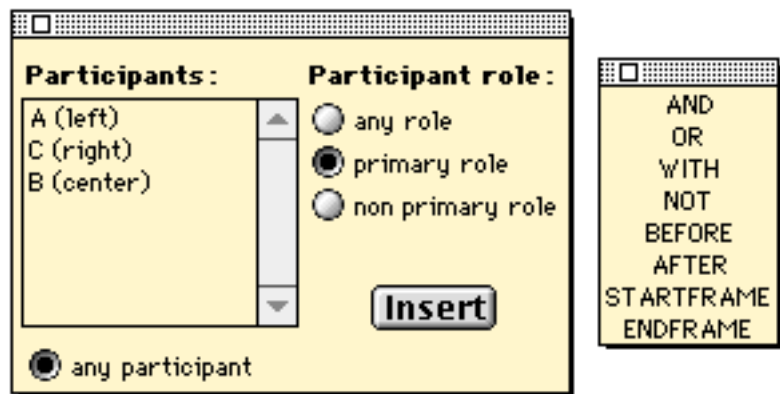 Participants:
A (left)
C (right)
B (center)
any participant
Participant role:
any role
primary role
non primary role
Insert
AND
OR
WITH
NOT
BEFORE
AFTER
STARTFRAME
ENDFRAME